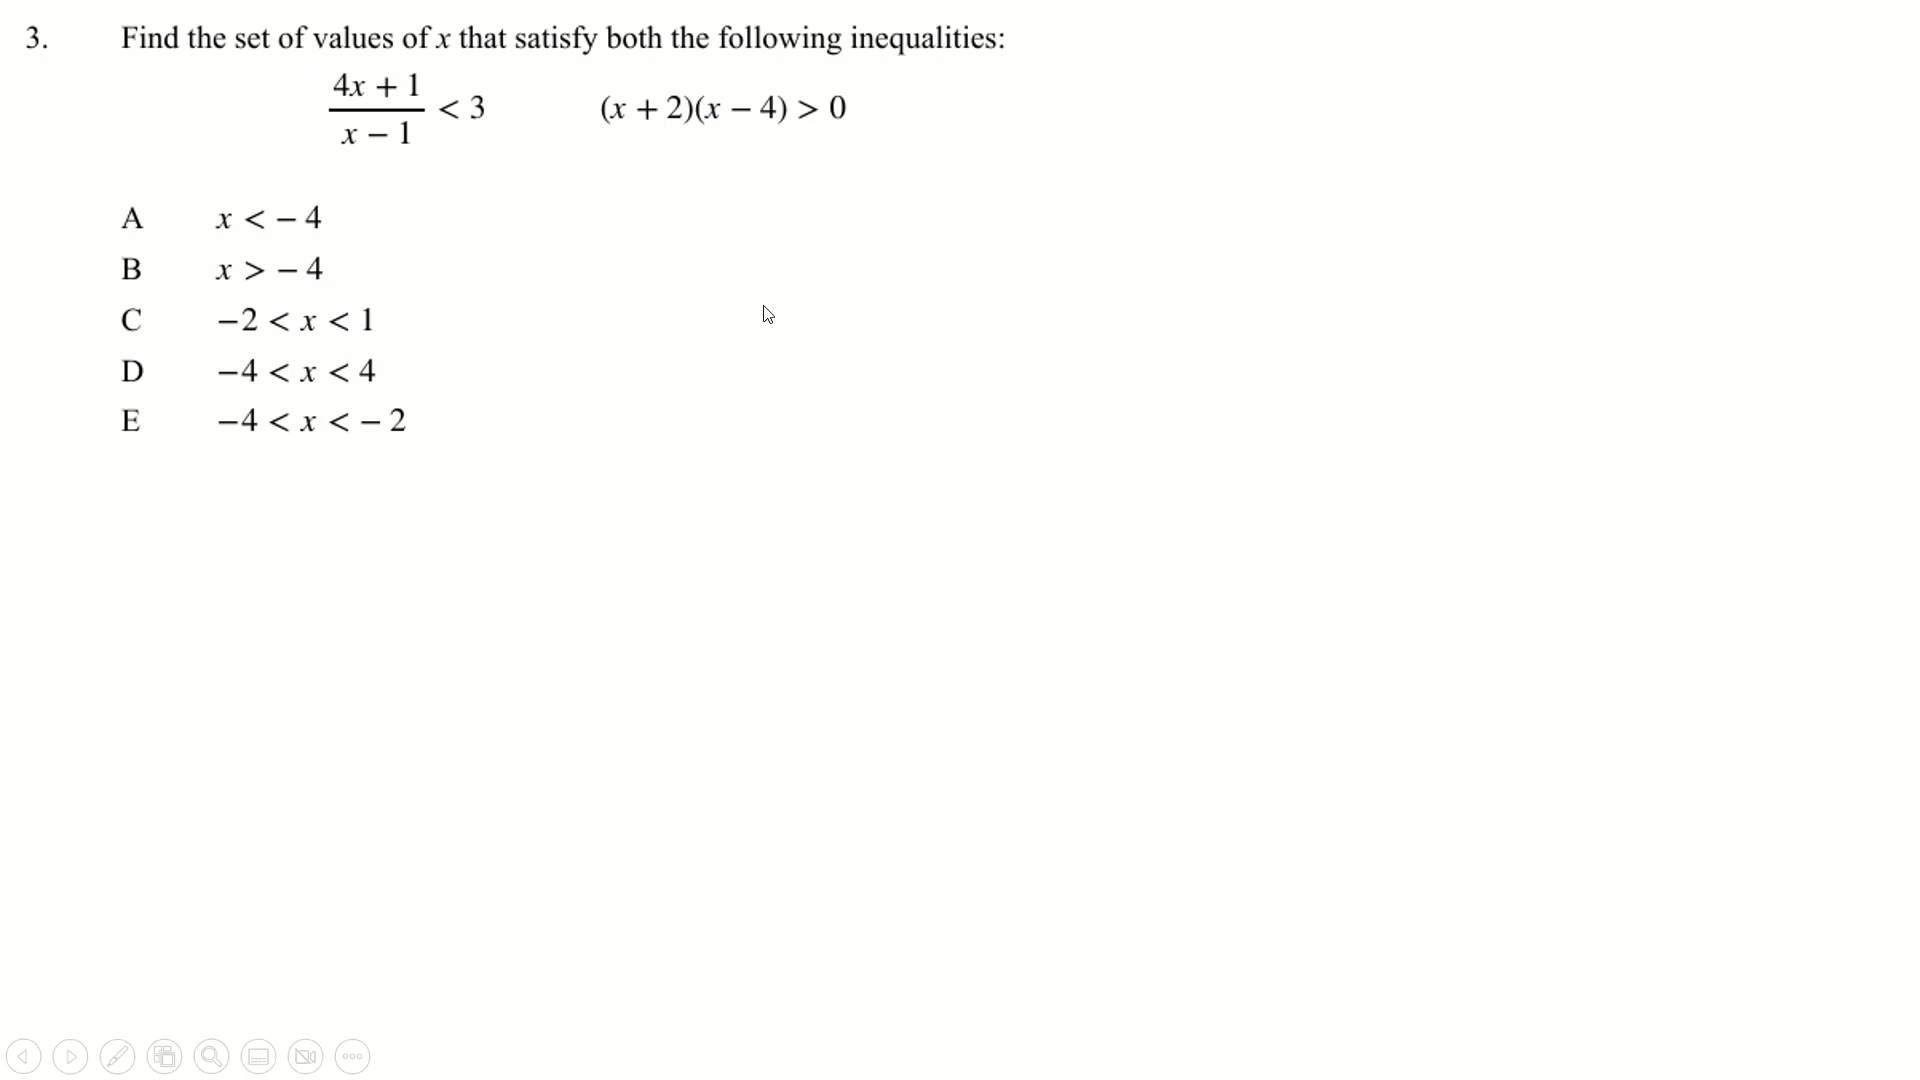 3. Find the set of values of x that satisfy both the following inequalities:
(4x + 1)/(x − 1) < 3 (x + 2)(x − 4) > 0
A x < − 4
B x > − 4
C −2 < x < 1
D −4 < x < 4
E −4 < x < − 2